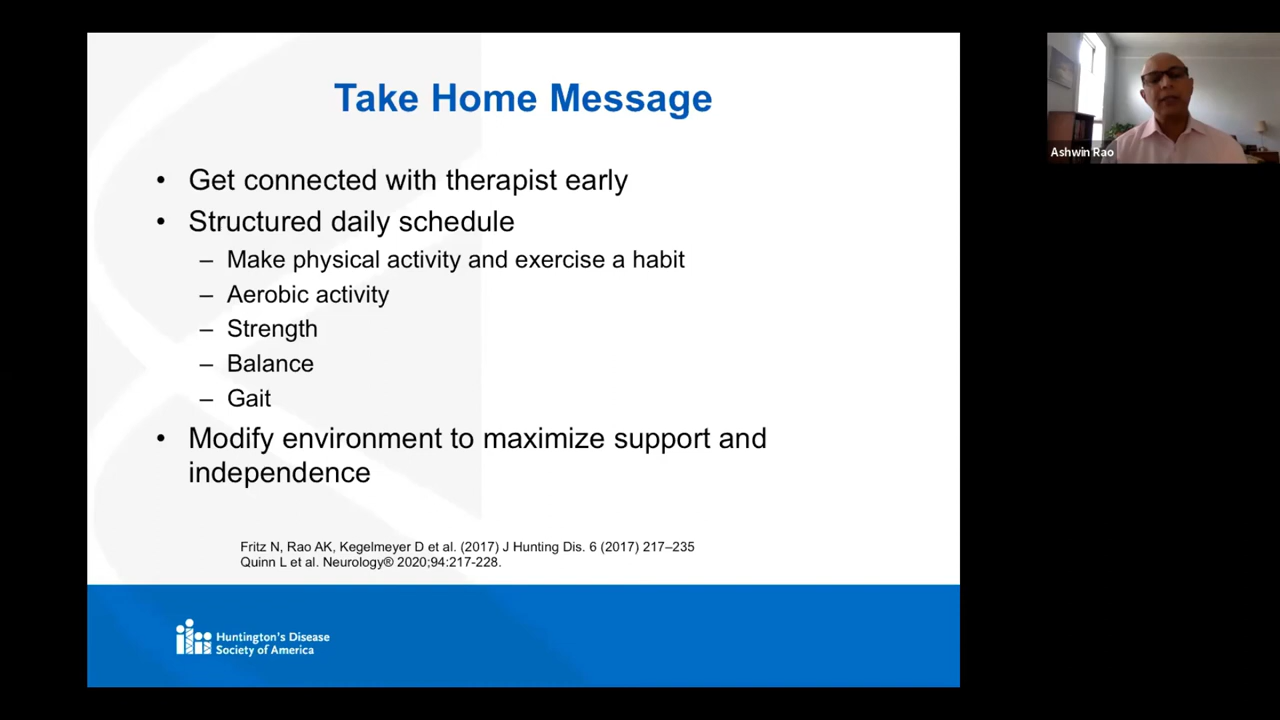 Take Home Message
• Get connected with therapist early
• Structured daily schedule
– Make physical activity and exercise a habit
– Aerobic activity
– Strength
– Balance
– Gait
• Modify environment to maximize support and
independence
Fritz N, Rao AK, Kegelmeyer D et al. (2017) J Hunting Dis. 6 (2017) 217–235
Quinn L et al. Neurology® 2020;94:217-228.
Huntington's Disease
Society of America
Ashwin Rao